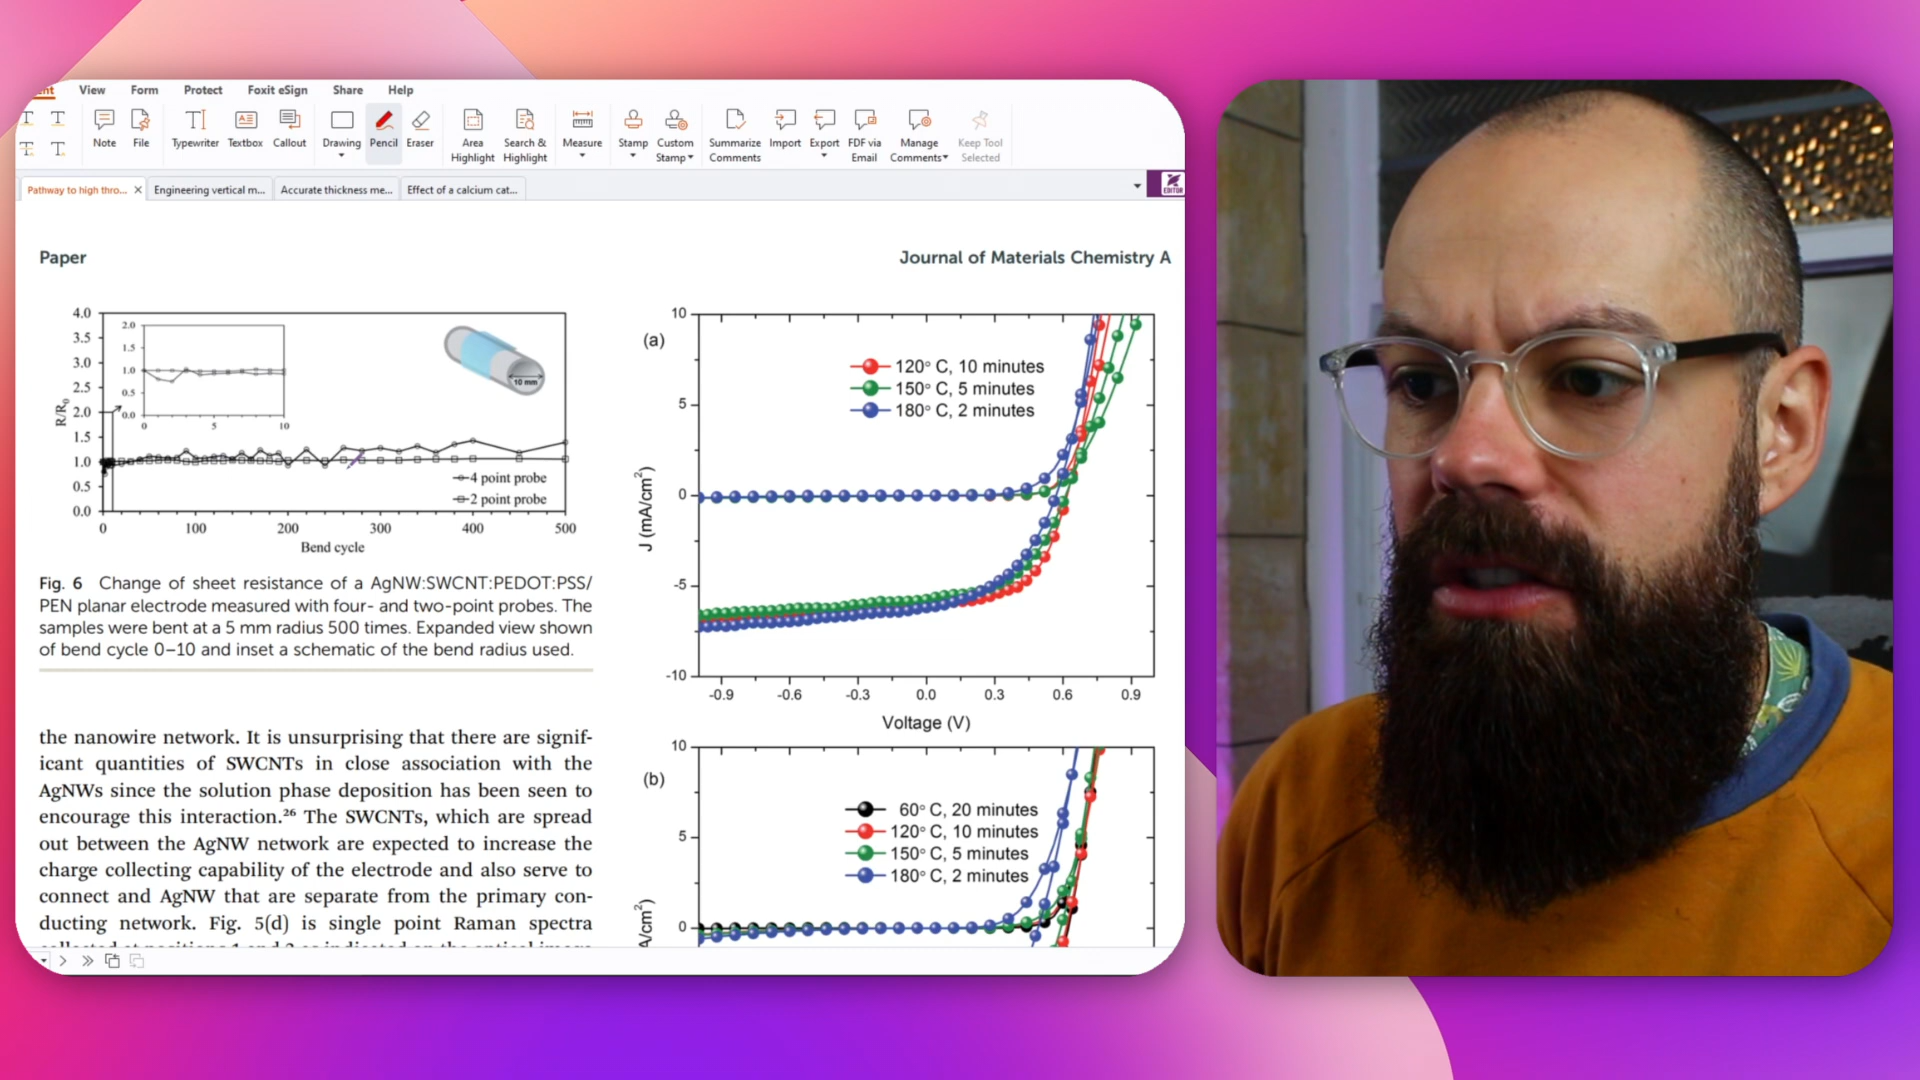 View Form Protect Foxit eSign Share Help
Note File Typewriter Textbox Callout Drawing Pencil Eraser Area Highlight Search & Highlight Measure Stamp Custom Stamp Summarize Comments Import Export FDF via Email Manage Comments Keep Tool Selected
Pathway to high thro... Engineering vertical m... Accurate thickness me... Effect of a calcium cat... EDITOR
Paper
Journal of Materials Chemistry A
4.0
3.5
3.0
2.5
2.0
1.5
1.0
0.5
0.0
R/R0
2.0
1.5
1.0
0.5
0.0
0 5 10
10 mm
4 point probe
2 point probe
0 100 200 300 400 500
Bend cycle
Fig. 6 Change of sheet resistance of a AgNW:SWCNT:PEDOT:PSS/
PEN planar electrode measured with four- and two-point probes. The
samples were bent at a 5 mm radius 500 times. Expanded view shown
of bend cycle 0–10 and inset a schematic of the bend radius used.
the nanowire network. It is unsurprising that there are signif-
icant quantities of SWCNTs in close association with the
AgNWs since the solution phase deposition has been seen to
encourage this interaction.26 The SWCNTs, which are spread
out between the AgNW network are expected to increase the
charge collecting capability of the electrode and also serve to
connect and AgNW that are separate from the primary con-
ducting network. Fig. 5(d) is single point Raman spectra
(a)
120° C, 10 minutes
150° C, 5 minutes
180° C, 2 minutes
10
5
0
-5
-10
J (mA/cm2)
-0.9 -0.6 -0.3 0.0 0.3 0.6 0.9
Voltage (V)
(b)
60° C, 20 minutes
120° C, 10 minutes
150° C, 5 minutes
180° C, 2 minutes
10
5
0
A/cm2)